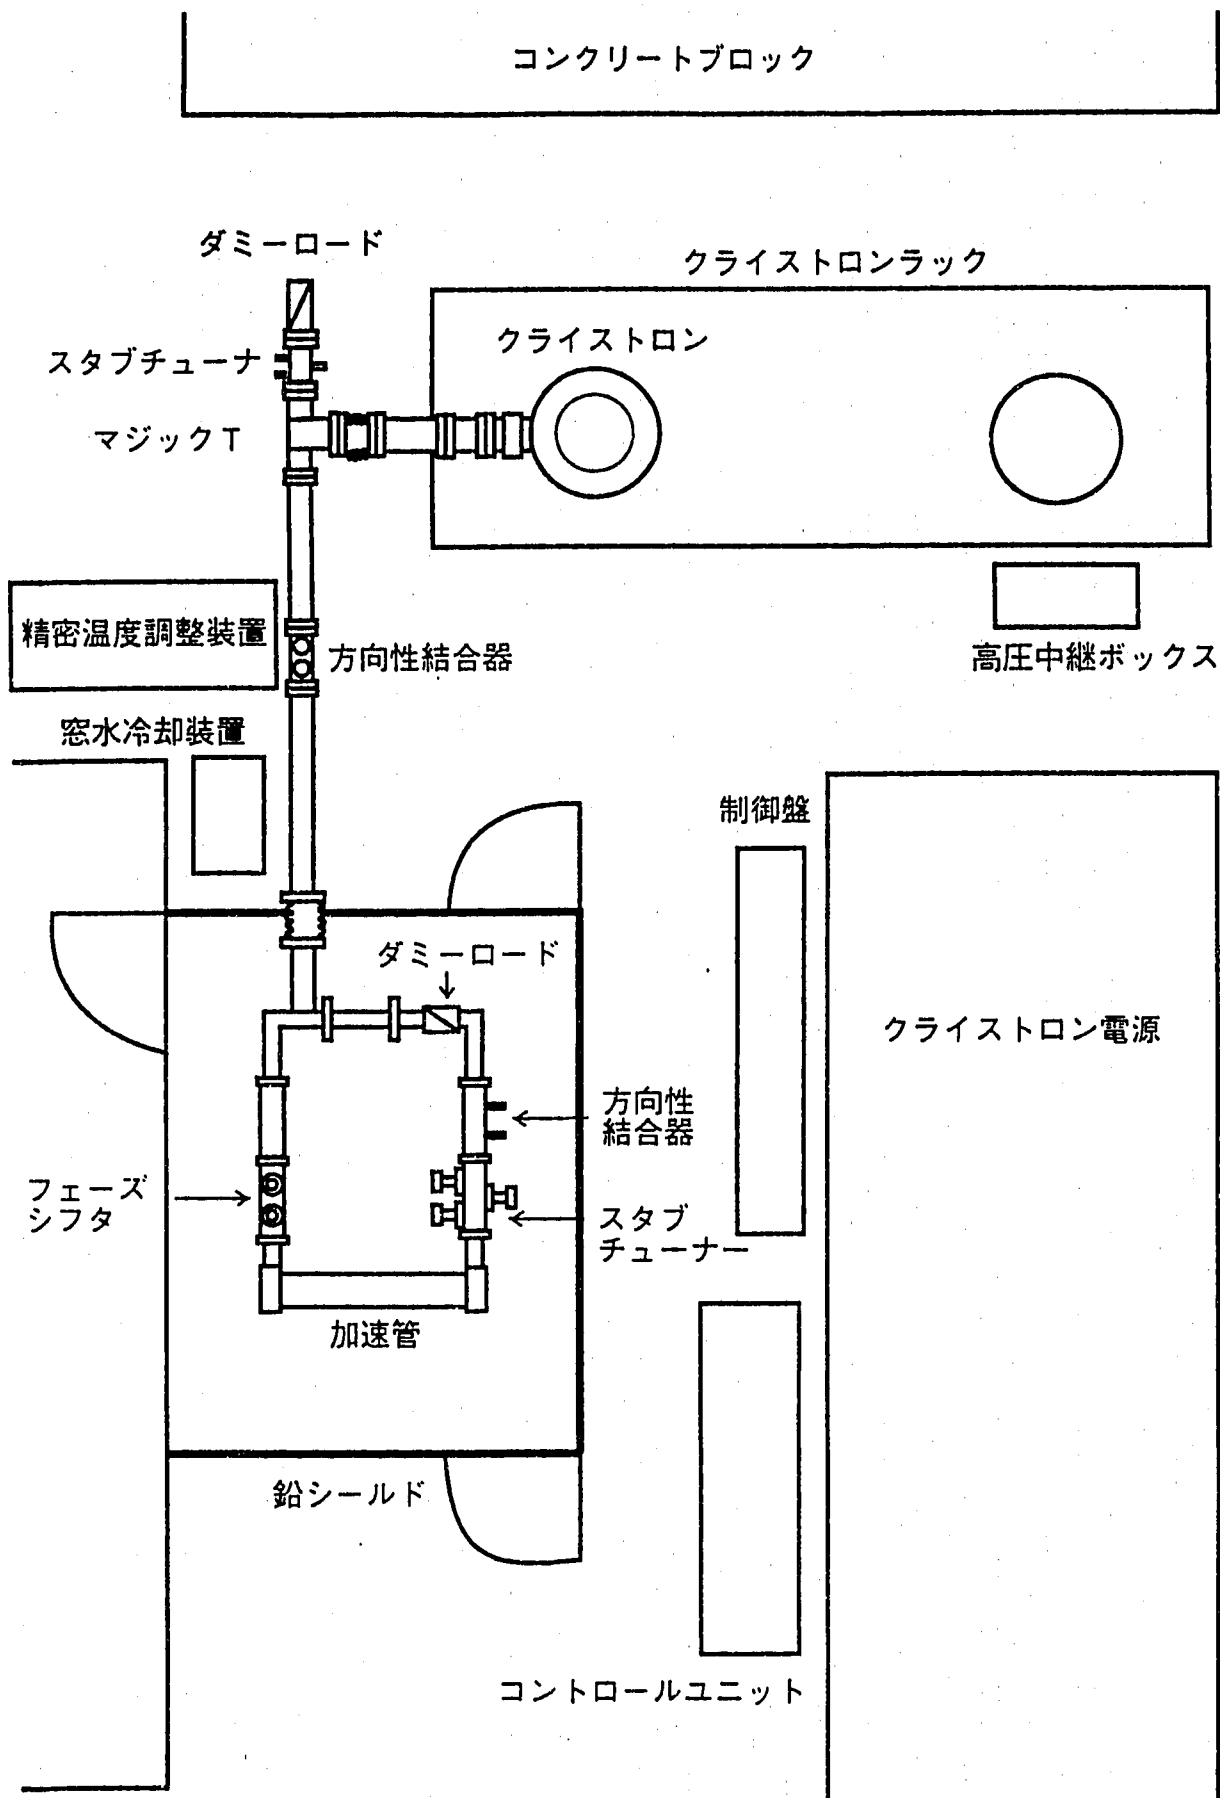 コンクリートブロック
ダミーロード
クライストロンラック
クライストロン
スタブチューナ
マジックT
精密温度調整装置
方向性結合器
高圧中継ボックス
窓水冷却装置
制御盤
ダミーロード
クライストロン電源
方向性
結合器
フェーズ
シフタ
スタブ
チューナー
加速管
鉛シールド
コントロールユニット